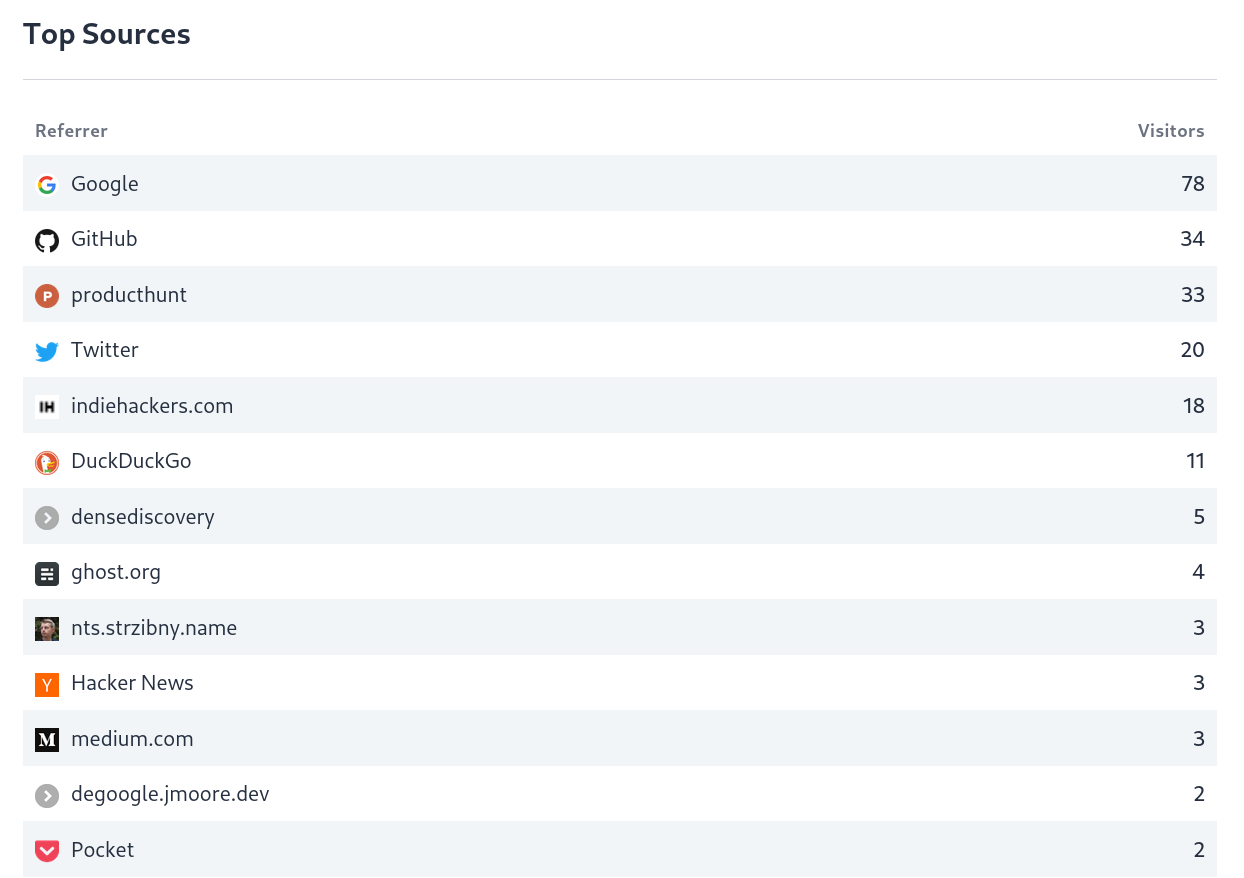 Top Sources
Referrer Visitors
Google 78
GitHub 34
P producthunt 33
Twitter 20
IH indiehackers.com 18
DuckDuckGo 11
densediscovery 5
ghost.org 4
nts.strzibny.name 3
Y Hacker News 3
M medium.com 3
degoogle.jmoore.dev 2
Pocket 2